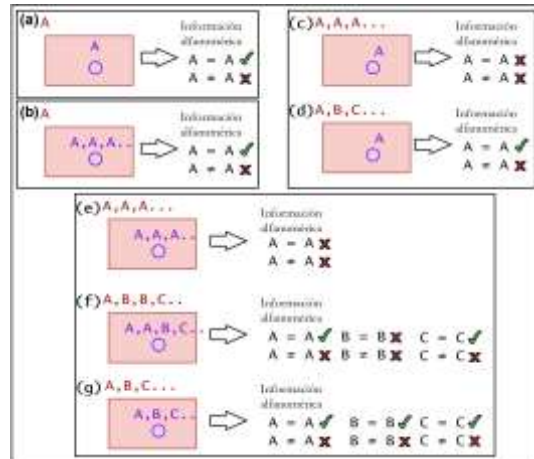 (a) A
A
Información
alfanumérica
A = A ✓
A ≠ A ✗
(b) A
A,A,A..
Información
alfanumérica
A = A ✓
A ≠ A ✗
(c) A,A,A...
A
Información
alfanumérica
A = A ✗
A ≠ A ✗
(d) A,B,C...
A
Información
alfanumérica
A = A ✓
A ≠ A ✗
(e) A,A,A...
A,A,A..
Información
alfanumérica
A = A ✗
A ≠ A ✗
(f) A,B,B,C..
A,A,B,C..
Información
alfanumérica
A = A ✓ B = B ✗ C = C ✓
A ≠ A ✗ B ≠ B ✗ C ≠ C ✗
(g) A,B,C...
A,B,C..
Información
alfanumérica
A = A ✓ B = B ✓ C = C ✓
A ≠ A ✗ B ≠ B ✗ C ≠ C ✗